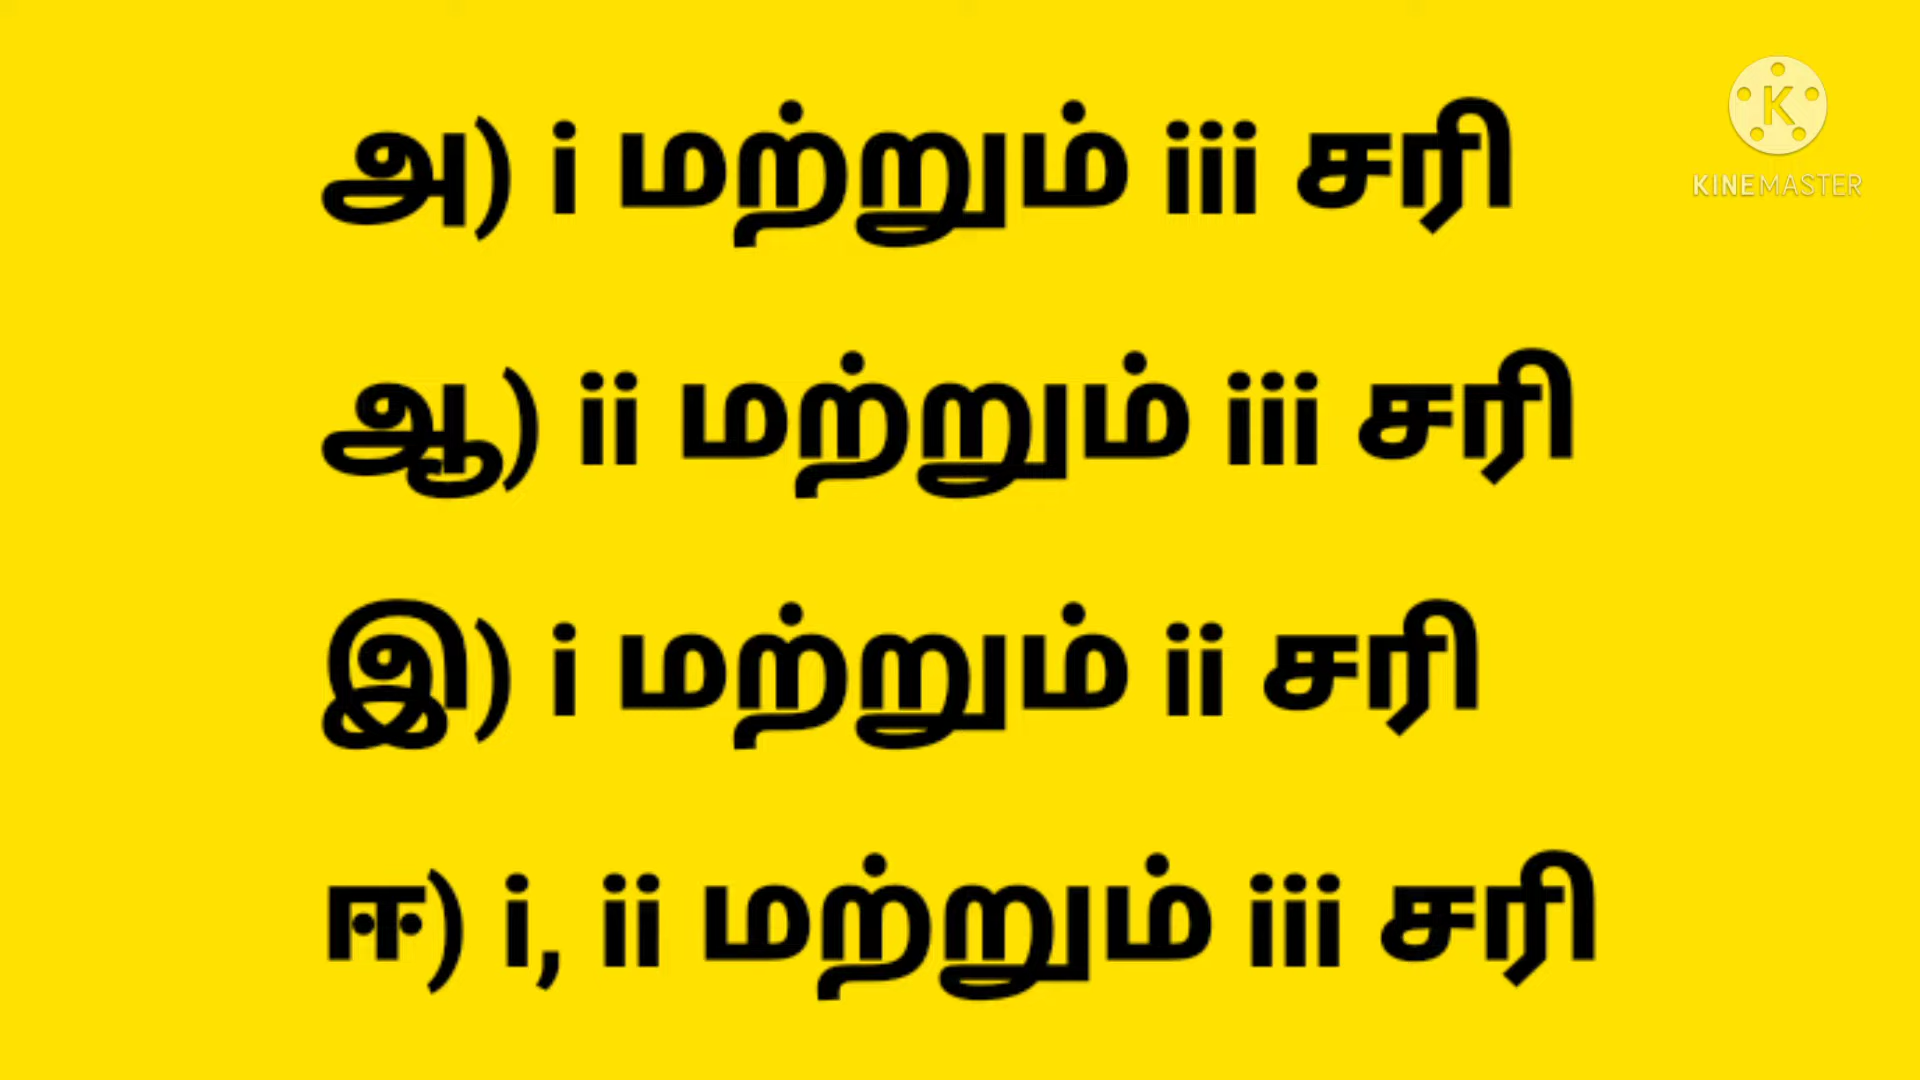 அ) i மற்றும் iii சரி
ஆ) ii மற்றும் iii சரி
இ) i மற்றும் ii சரி
ஈ) i, ii மற்றும் iii சரி
K
KINEMASTER